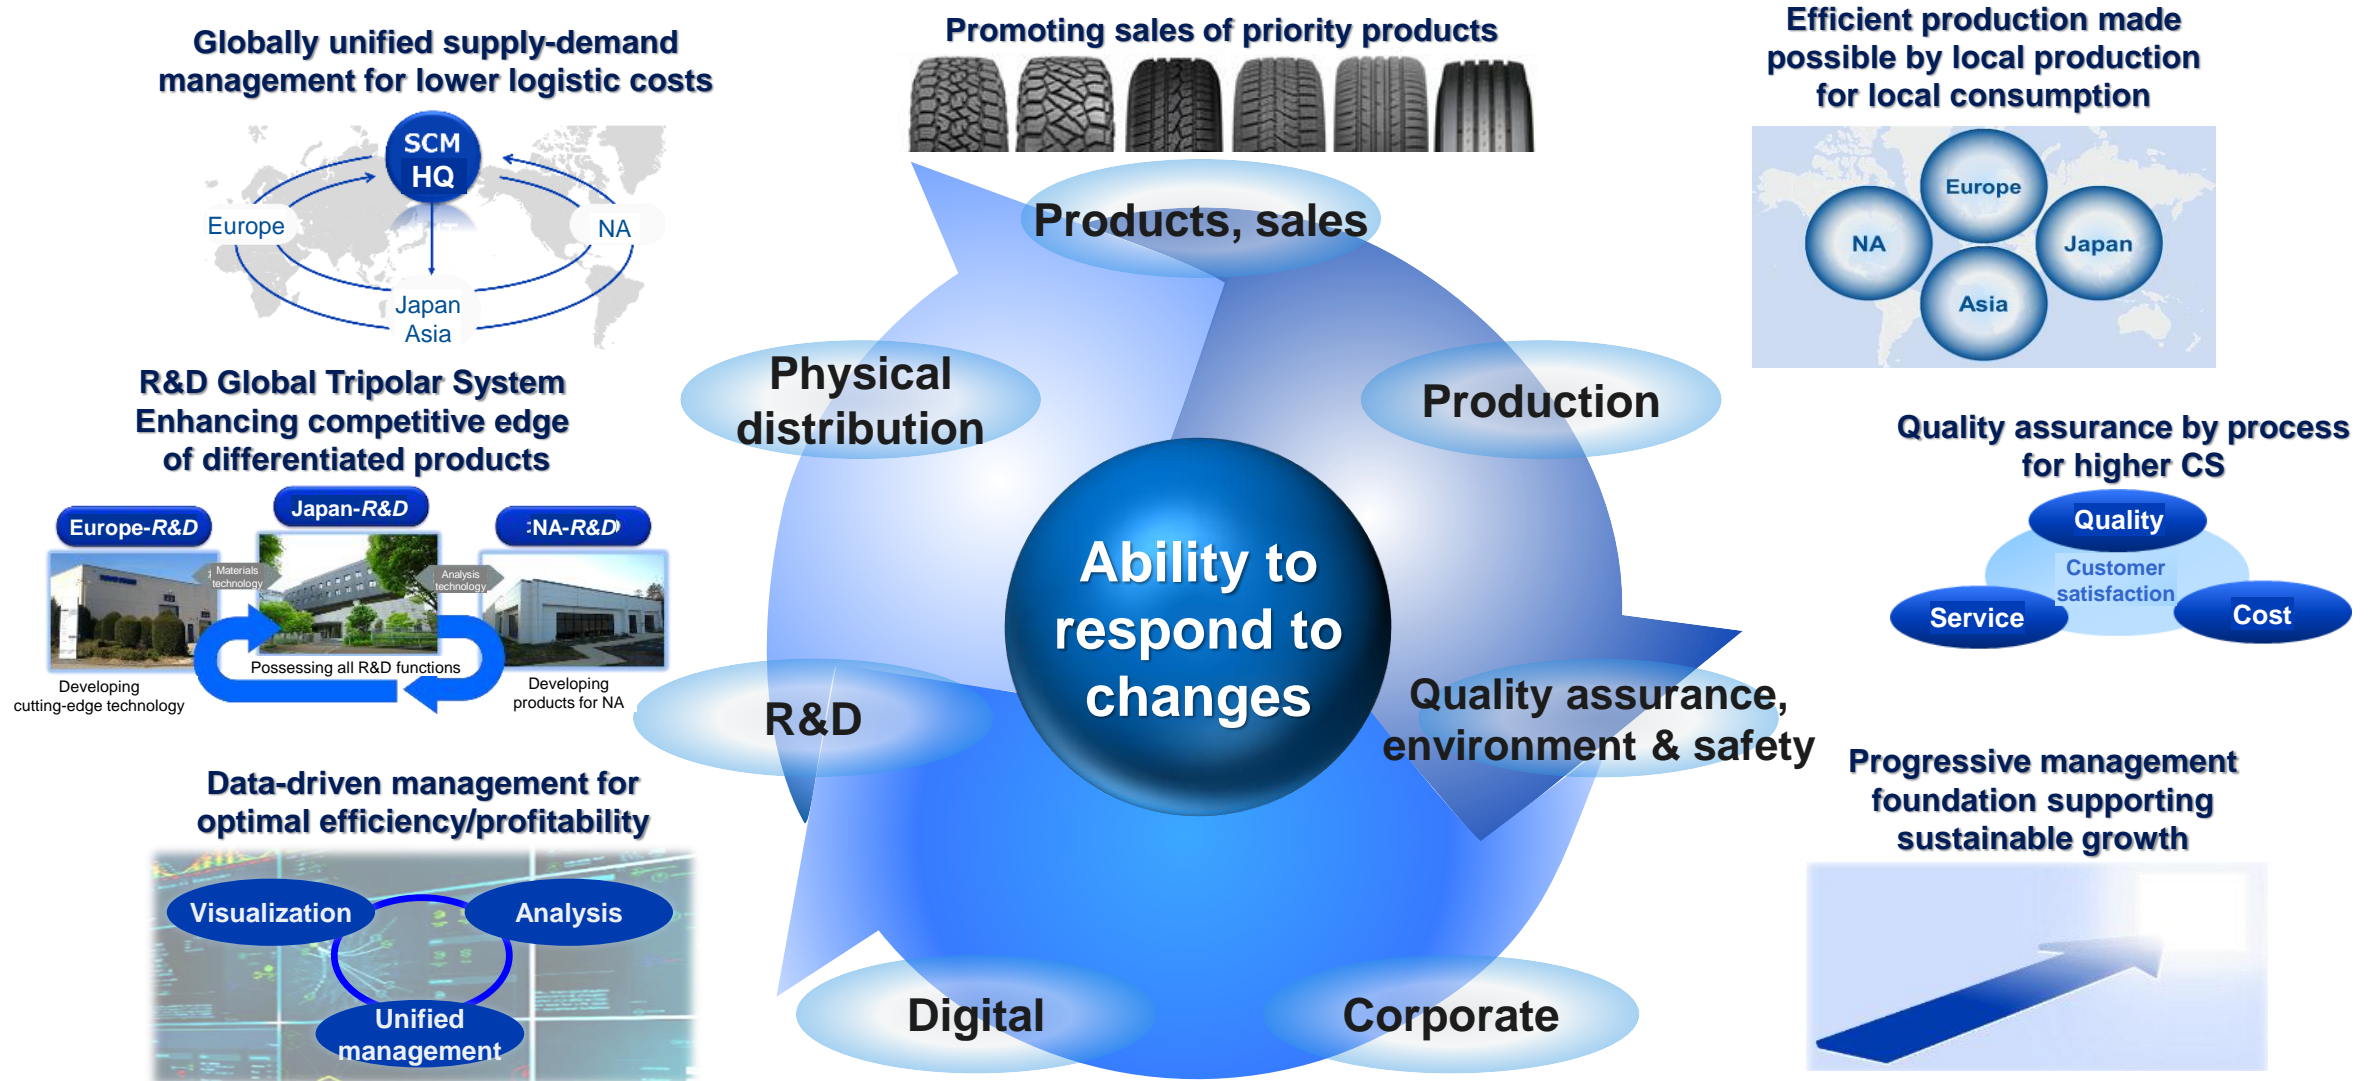 Globally unified supply-demand
management for lower logistic costs
SCM
HQ
Europe
NA
Japan
Asia
Promoting sales of priority products
Efficient production made
possible by local production
for local consumption
Europe
NA
Japan
Asia
Products, sales
Physical
distribution
Production
R&D Global Tripolar System
Enhancing competitive edge
of differentiated products
Europe-R&D
Japan-R&D
NA-R&D
Materials
technology
Analysis
technology
Possessing all R&D functions
Developing
cutting-edge technology
Developing
products for NA
Quality assurance by process
for higher CS
Quality
Customer
satisfaction
Service
Cost
Ability to
respond to
changes
R&D
Quality assurance,
environment & safety
Data-driven management for
optimal efficiency/profitability
Visualization
Analysis
Unified
management
Progressive management
foundation supporting
sustainable growth
Digital
Corporate